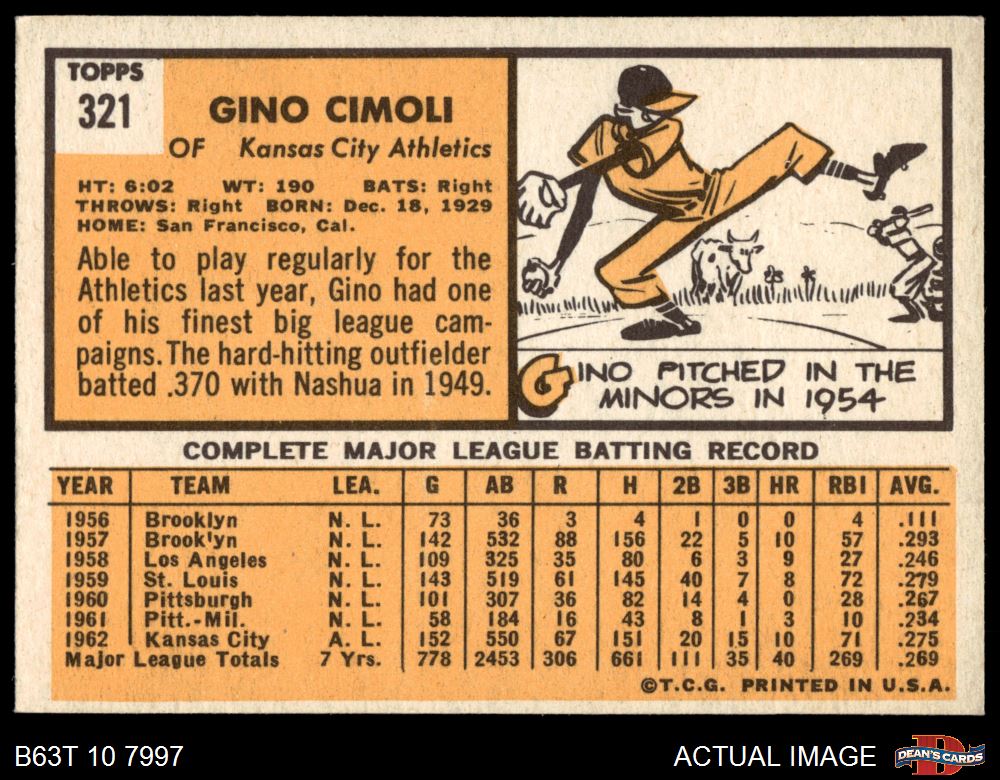 TOPPS
321
GINO CIMOLI
OF Kansas City Athletics
HT: 6:02 WT: 190 BATS: Right
THROWS: Right BORN: Dec. 18, 1929
HOME: San Francisco, Cal.
Able to play regularly for the
Athletics last year, Gino had one
of his finest big league cam-
paigns. The hard-hitting outfielder
batted .370 with Nashua in 1949.
GINO PITCHED IN THE
MINORS IN 1954
COMPLETE MAJOR LEAGUE BATTING RECORD
YEAR TEAM LEA. G AB R H 2B 3B HR RBI AVG.
1956 Brooklyn N. L. 73 36 3 4 1 0 0 4 .111
1957 Brooklyn N. L. 142 532 88 156 22 5 10 57 .293
1958 Los Angeles N. L. 109 325 35 80 6 3 9 27 .246
1959 St. Louis N. L. 143 519 61 145 40 7 8 72 .279
1960 Pittsburgh N. L. 101 307 36 82 14 4 0 28 .267
1961 Pitt.-Mil. N. L. 58 184 16 43 8 1 3 10 .234
1962 Kansas City A. L. 152 550 67 151 20 15 10 71 .275
Major League Totals 7 Yrs. 778 2453 306 661 111 35 40 269 .269
©T.C.G. PRINTED IN U.S.A.
B63T 10 7997
ACTUAL IMAGE
DEAN'S CARDS